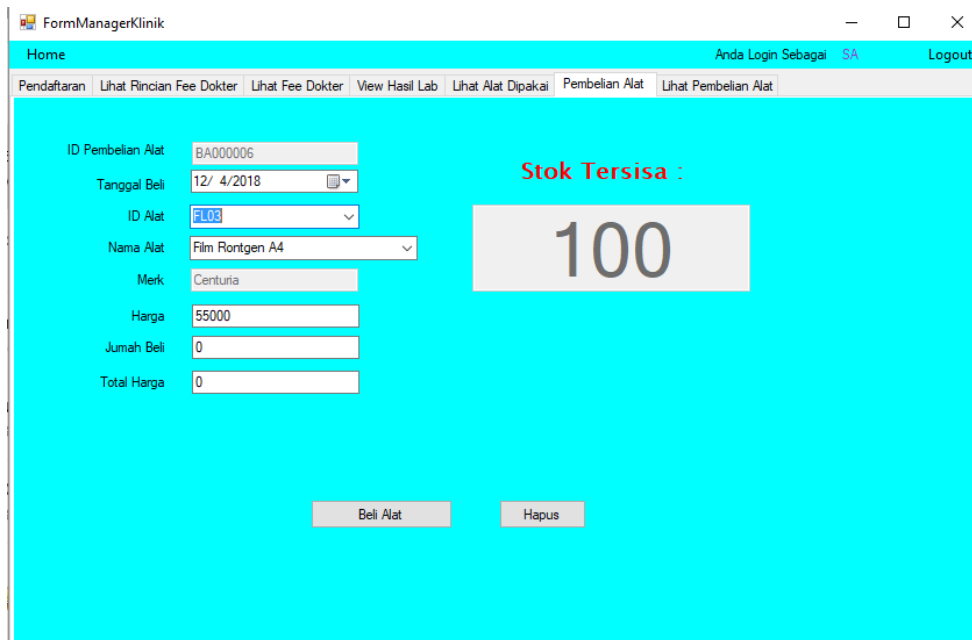 FormManagerKlinik
Home Anda Login Sebagai SA Logout
Pendaftaran Lihat Rincian Fee Dokter Lihat Fee Dokter View Hasil Lab Lihat Alat Dipakai Pembelian Alat Lihat Pembelian Alat
ID Pembelian Alat BA000006
Tanggal Beli 12/ 4/2018
Stok Tersisa :
ID Alat FL03
100
Nama Alat Film Rontgen A4
Merk Centuria
Harga 55000
Jumah Beli 0
Total Harga 0
Beli Alat Hapus